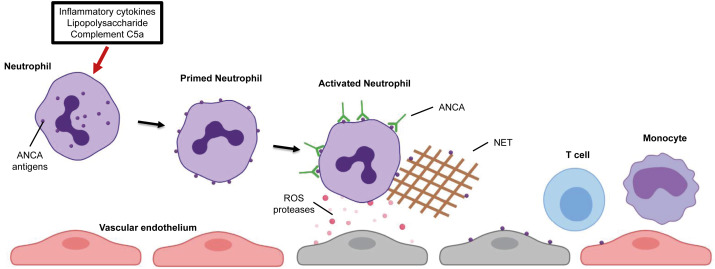 Inflammatory cytokines
Lipopolysaccharide
Complement C5a
Neutrophil
Primed Neutrophil
Activated Neutrophil
ANCA
NET
ANCA
antigens
T cell
Monocyte
ROS
proteases
Vascular endothelium